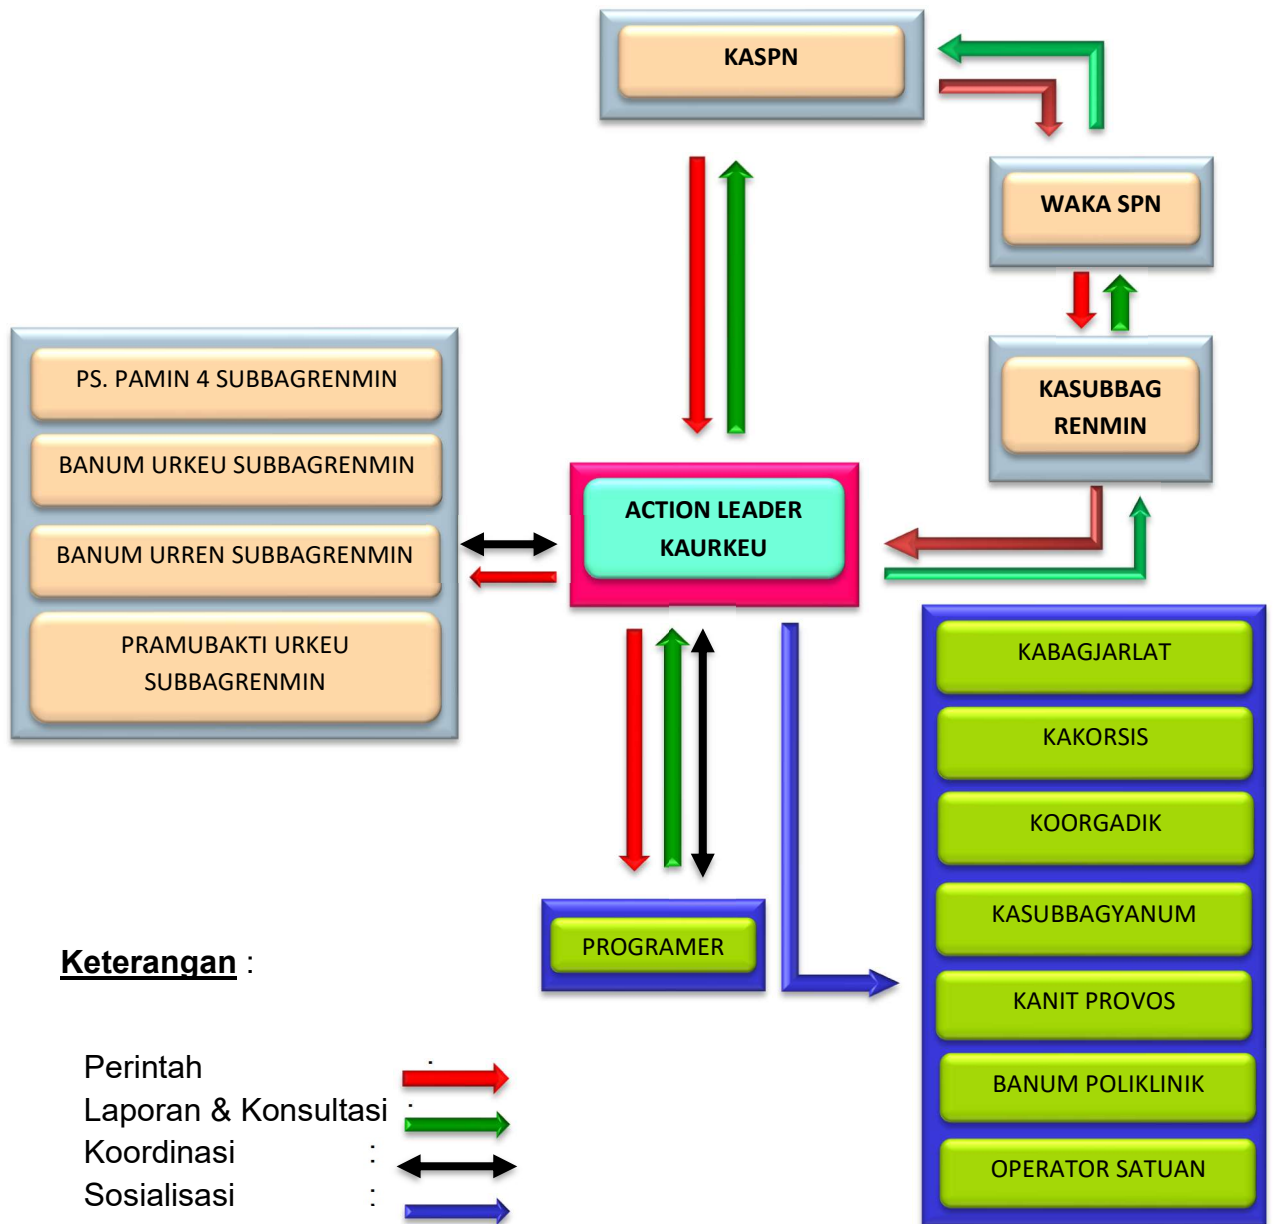 KASPN
WAKA SPN
KASUBBAG
RENMIN
PS. PAMIN 4 SUBBAGRENMIN
BANUM URKEU SUBBAGRENMIN
BANUM URREN SUBBAGRENMIN
PRAMUBAKTI URKEU
SUBBAGRENMIN
ACTION LEADER
KAURKEU
KABAGJARLAT
KAKORSIS
KOORGADIK
KASUBBAGYANUM
KANIT PROVOS
BANUM POLIKLINIK
OPERATOR SATUAN
PROGRAMER
Keterangan :
Perintah :
Laporan & Konsultasi :
Koordinasi :
Sosialisasi :